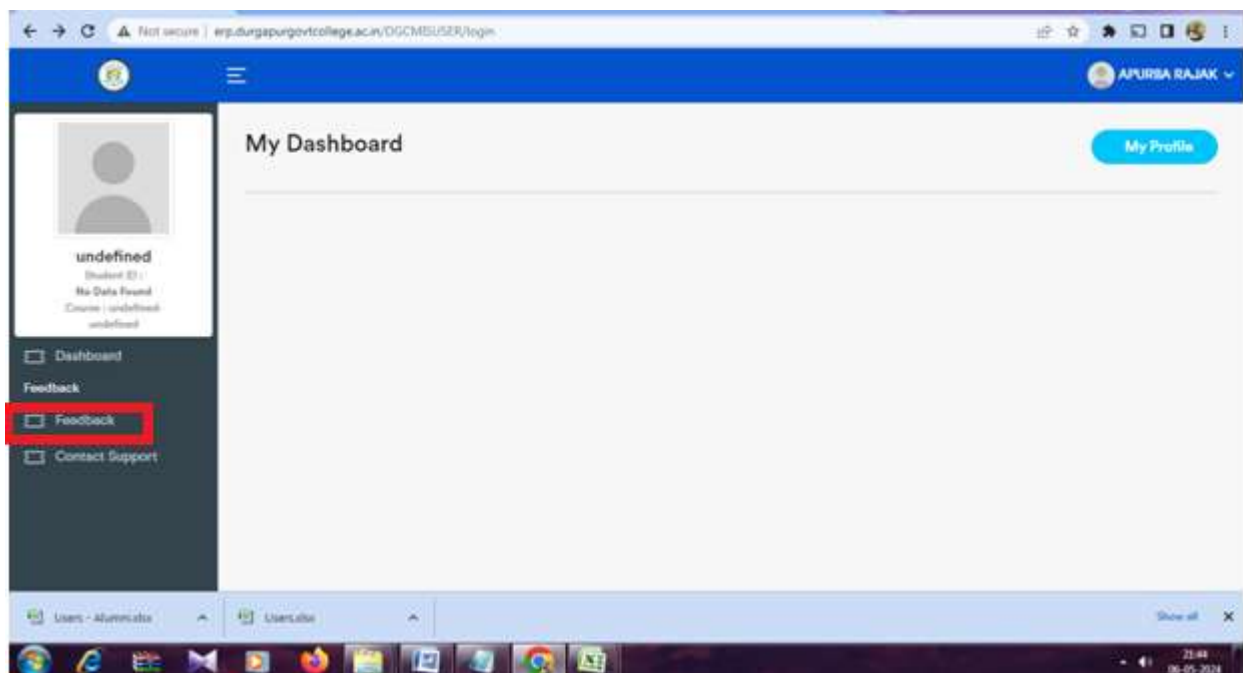 Not secure | erp.durgapurgovtcollege.ac.in/DGCMISUSER/login
APURBA RAJAK
My Dashboard
My Profile
undefined
Student ID :
No Data Found
Course : undefined-
undefined
Dashboard
Feedback
Feedback
Contact Support
Users - Alumni.xlsx
Users.xlsx
Show all
21:44
06-05-2024